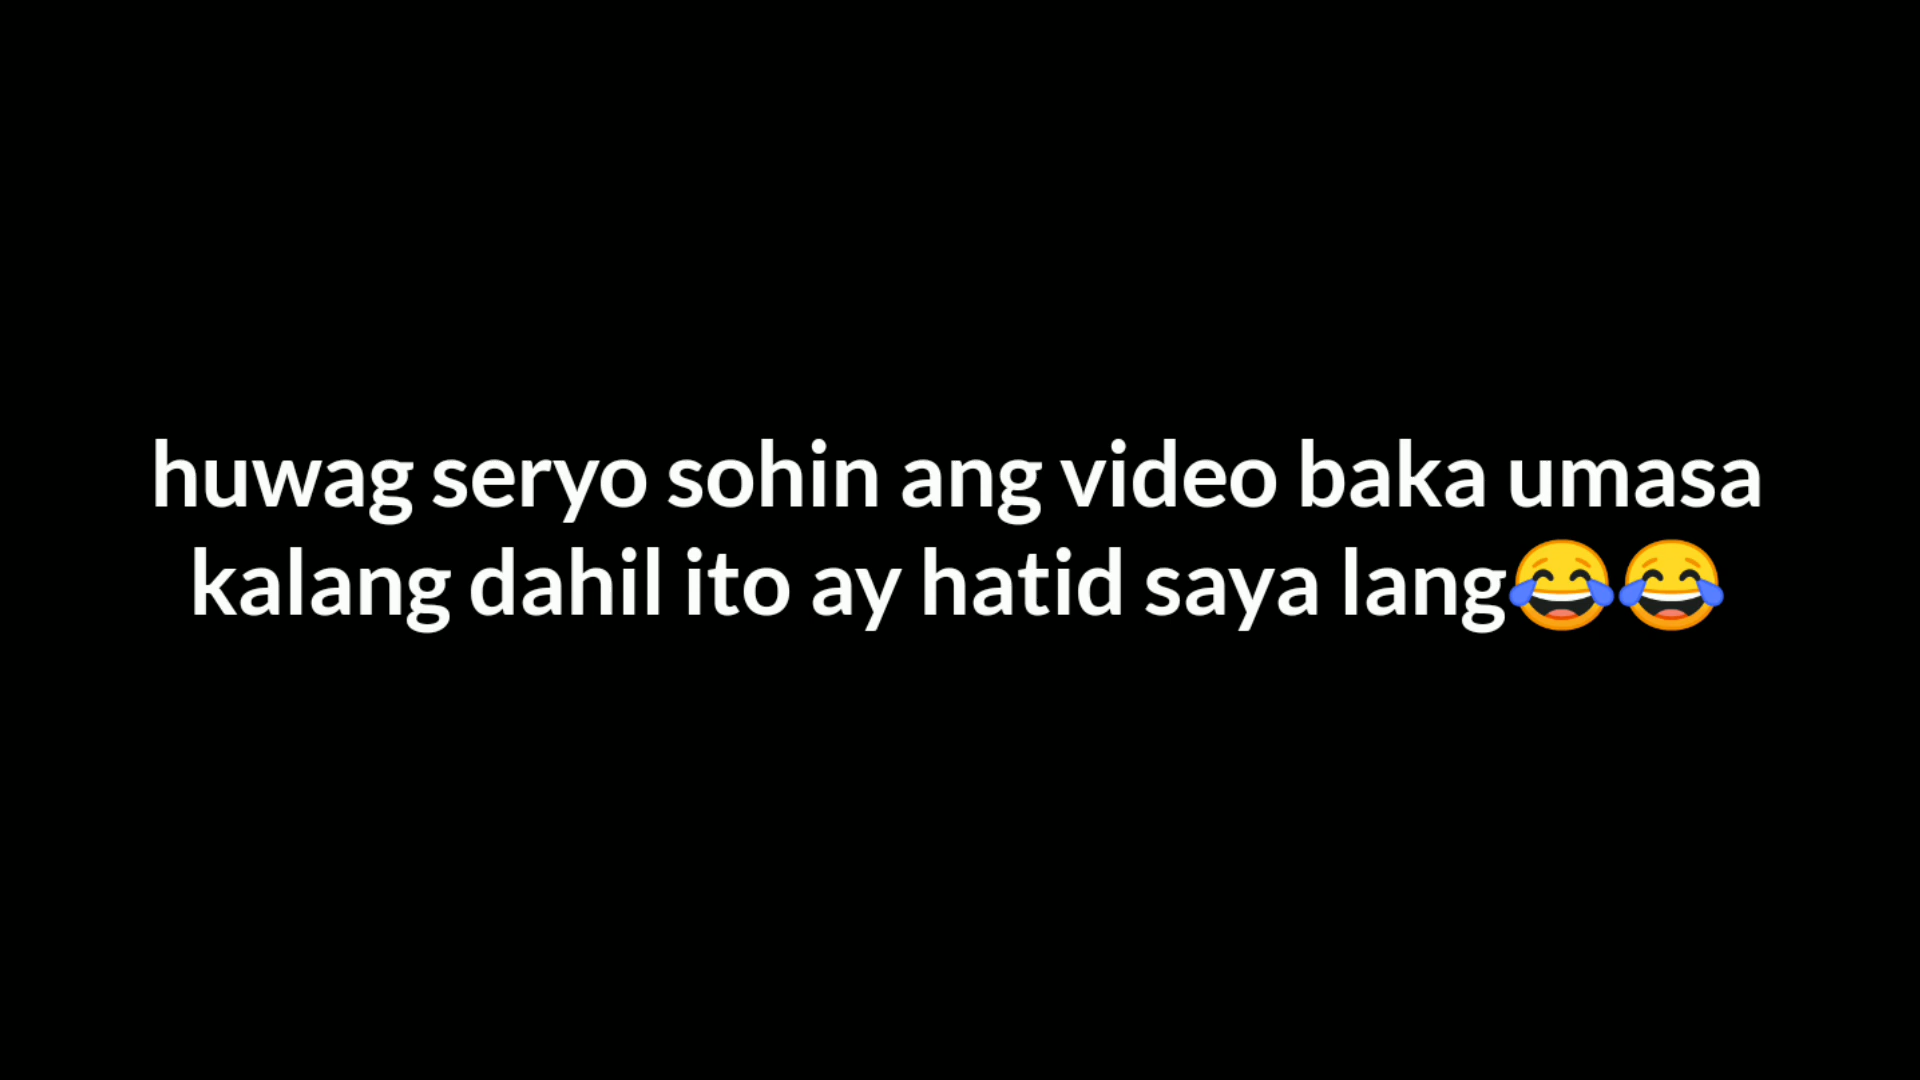 huwag seryo sohin ang video baka umasa
kalang dahil ito ay hatid saya lang😂😂